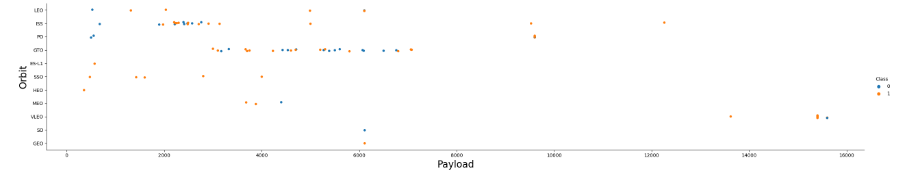 LEO
ISS
PO
GTO
ES-L1
SSO
HEO
MEO
VLEO
SO
GEO
Orbit
0
2000
4000
6000
8000
10000
12000
14000
16000
Payload
Class
0
1